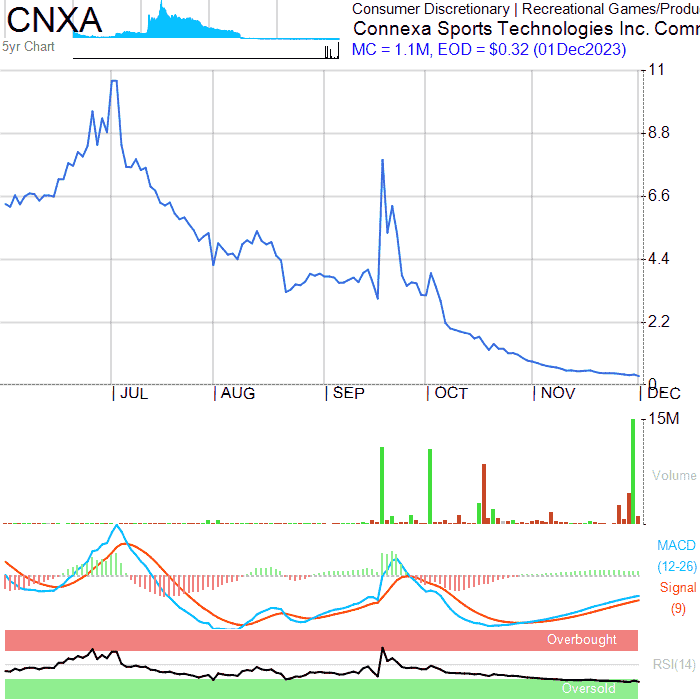 CNXA
Consumer Discretionary | Recreational Games/Produ
Connexa Sports Technologies Inc. Comr
5yr Chart
MC = 1.1M, EOD = $0.32 (01Dec2023)
11
8.8
6.6
4.4
2.2
0
JUL AUG SEP OCT NOV DEC
15M
Volume
MACD
(12-26)
Signal
(9)
Overbought
RSI(14)
Oversold